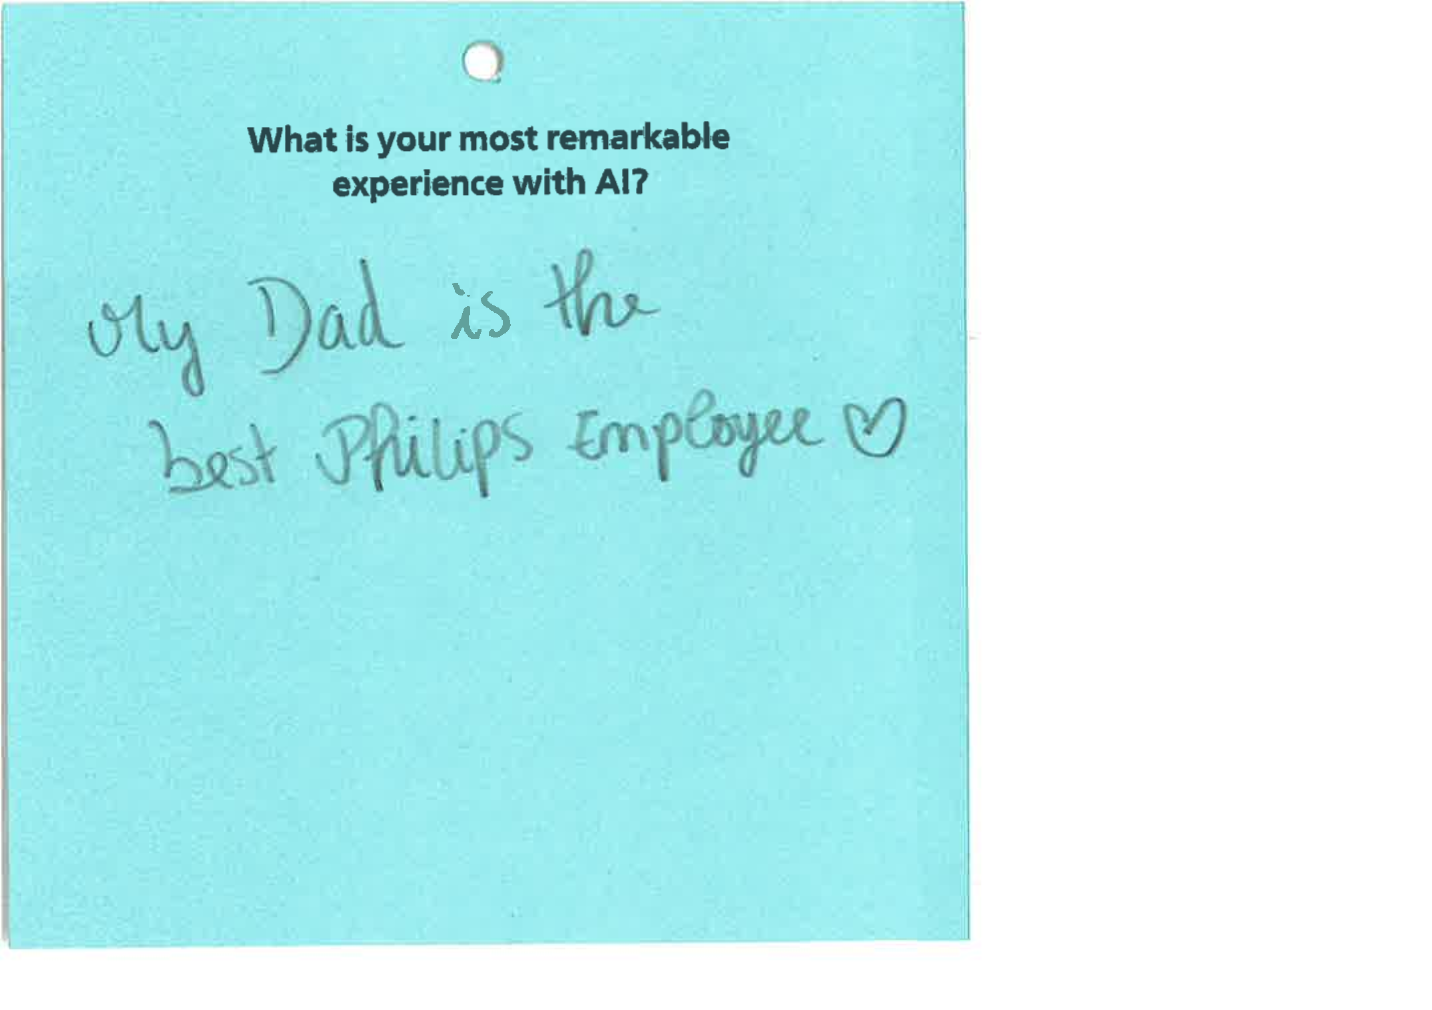 What is your most remarkable
experience with AI?
My Dad is the
best Philips Employee ♡